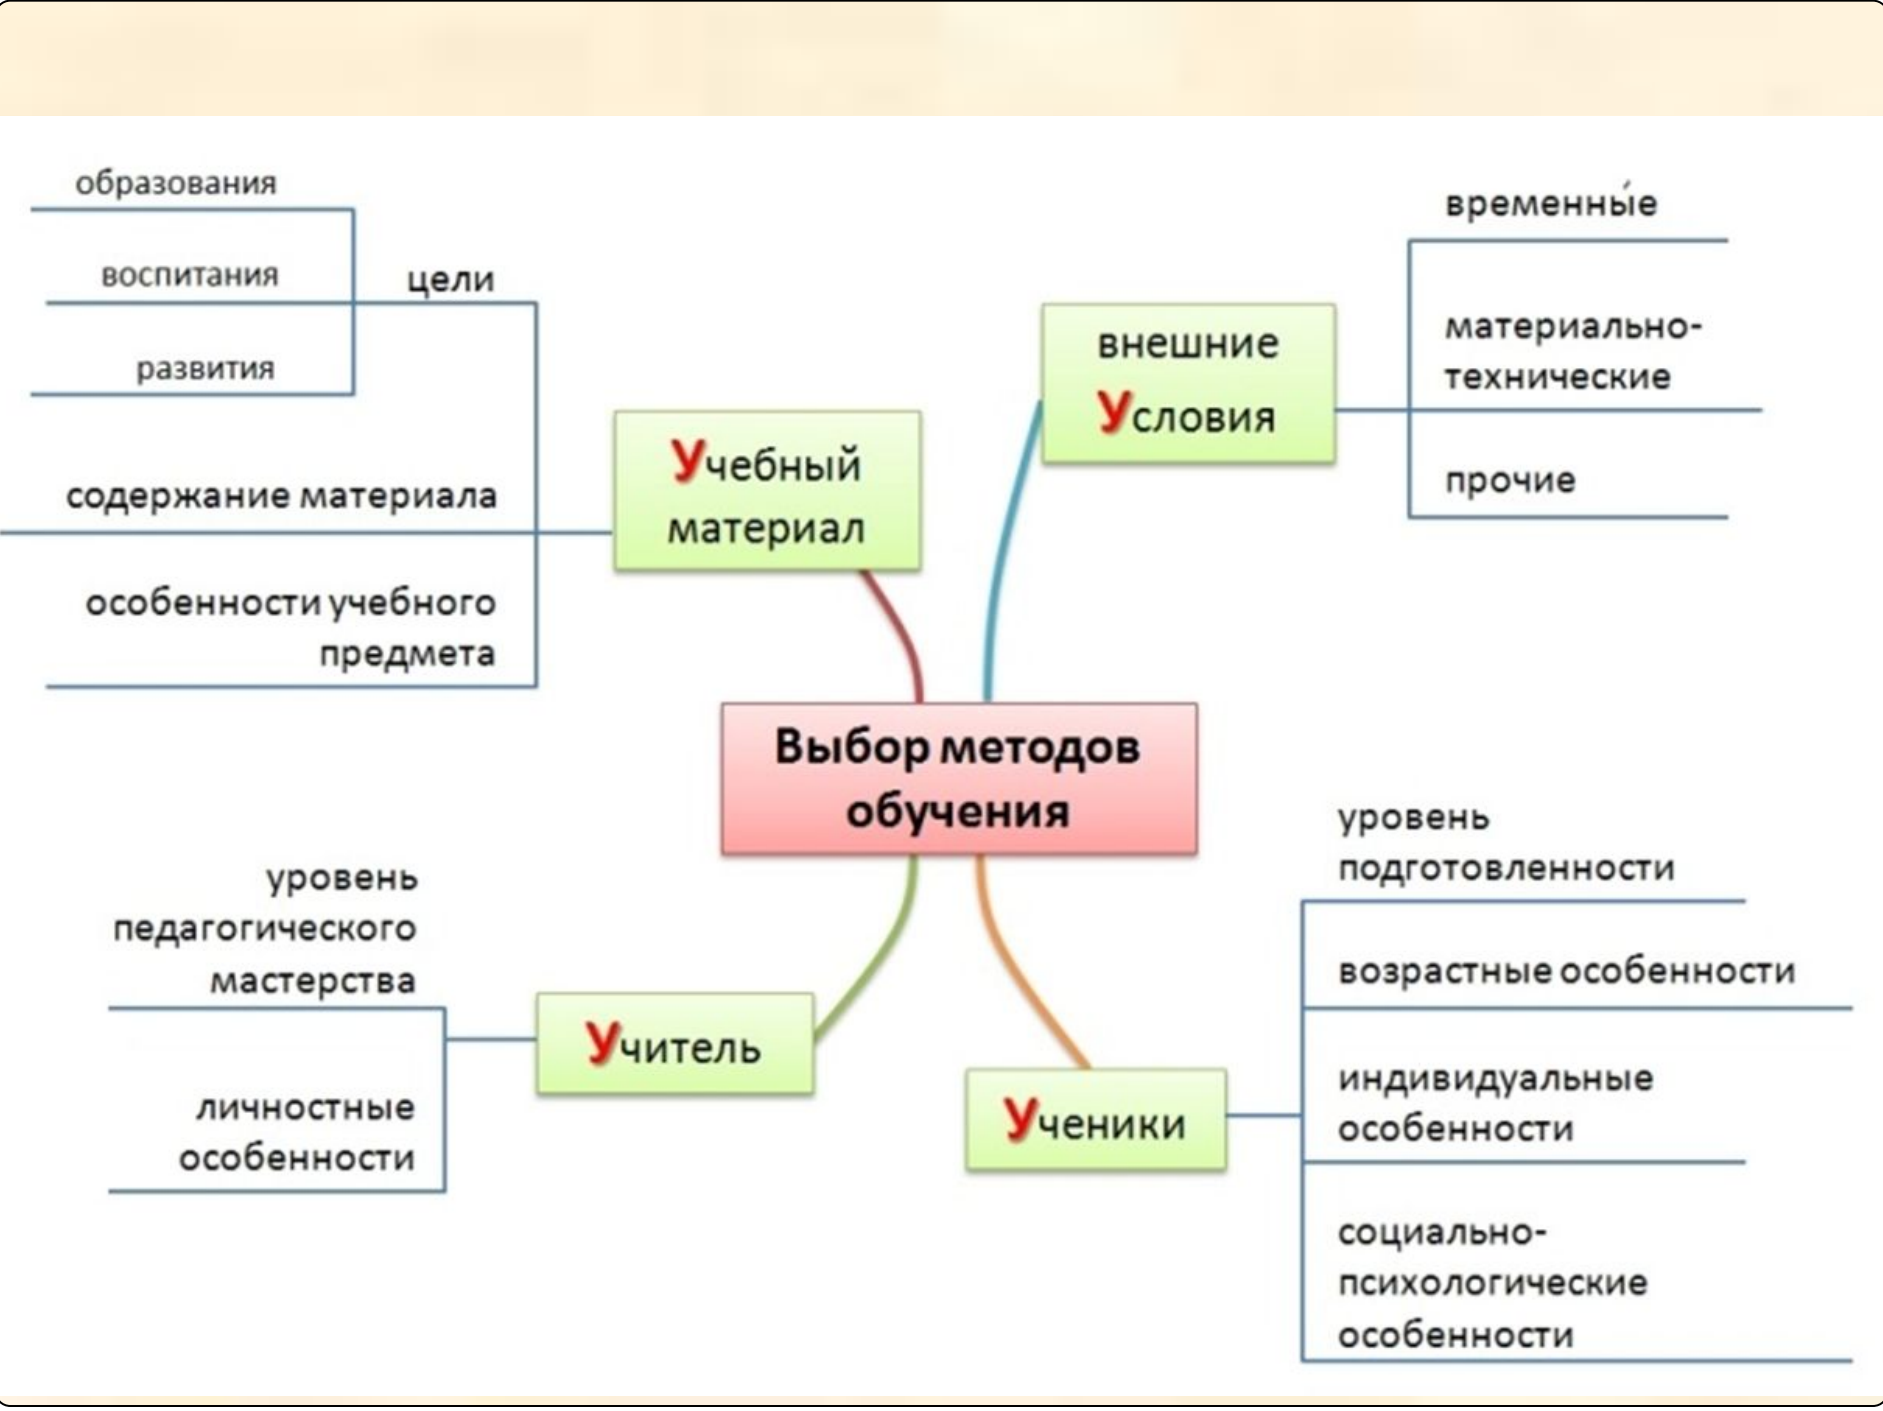 образования
воспитания
развития
цели
содержание материала
особенности учебного
предмета
Учебный
материал
внешние
Условия
временны́е
материально-
технические
прочие
Выбор методов
обучения
уровень
педагогического
мастерства
личностные
особенности
Учитель
Ученики
уровень
подготовленности
возрастные особенности
индивидуальные
особенности
социально-
психологические
особенности